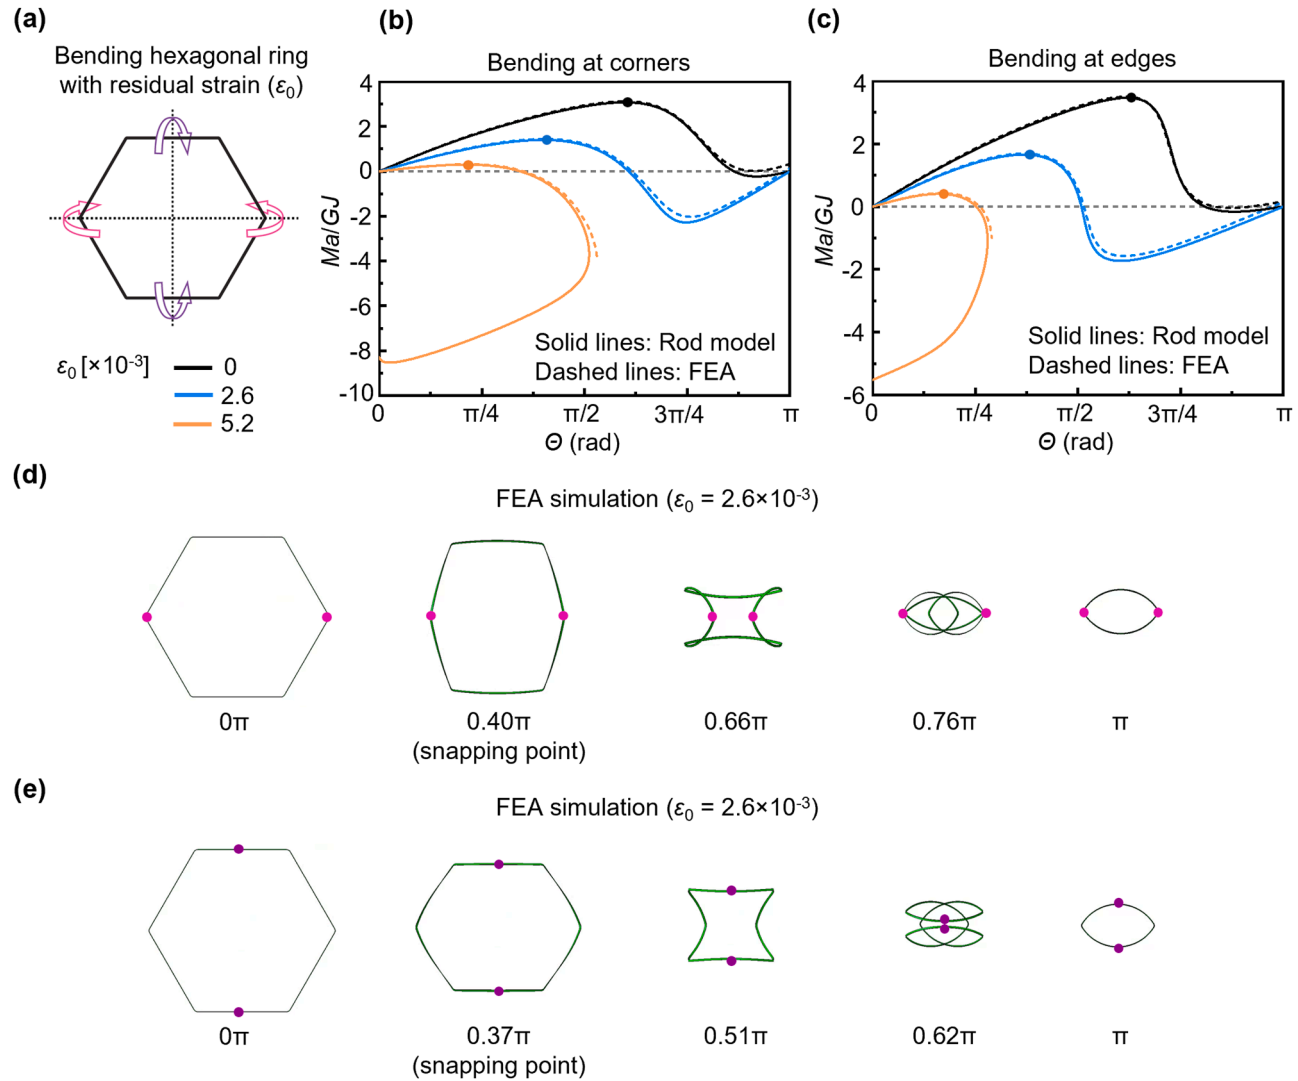 (a)
Bending hexagonal ring
with residual strain (ε₀)
ε₀ [×10⁻³]
0
2.6
5.2
(b)
Bending at corners
4
2
0
-2
-4
-6
-8
-10
Ma/GJ
Solid lines: Rod model
Dashed lines: FEA
0
π/4
π/2
3π/4
π
Θ (rad)
(c)
Bending at edges
4
2
0
-2
-4
-6
Ma/GJ
Solid lines: Rod model
Dashed lines: FEA
0
π/4
π/2
3π/4
π
Θ (rad)
(d)
FEA simulation (ε₀ = 2.6×10⁻³)
0π
0.40π
(snapping point)
0.66π
0.76π
π
(e)
FEA simulation (ε₀ = 2.6×10⁻³)
0π
0.37π
(snapping point)
0.51π
0.62π
π